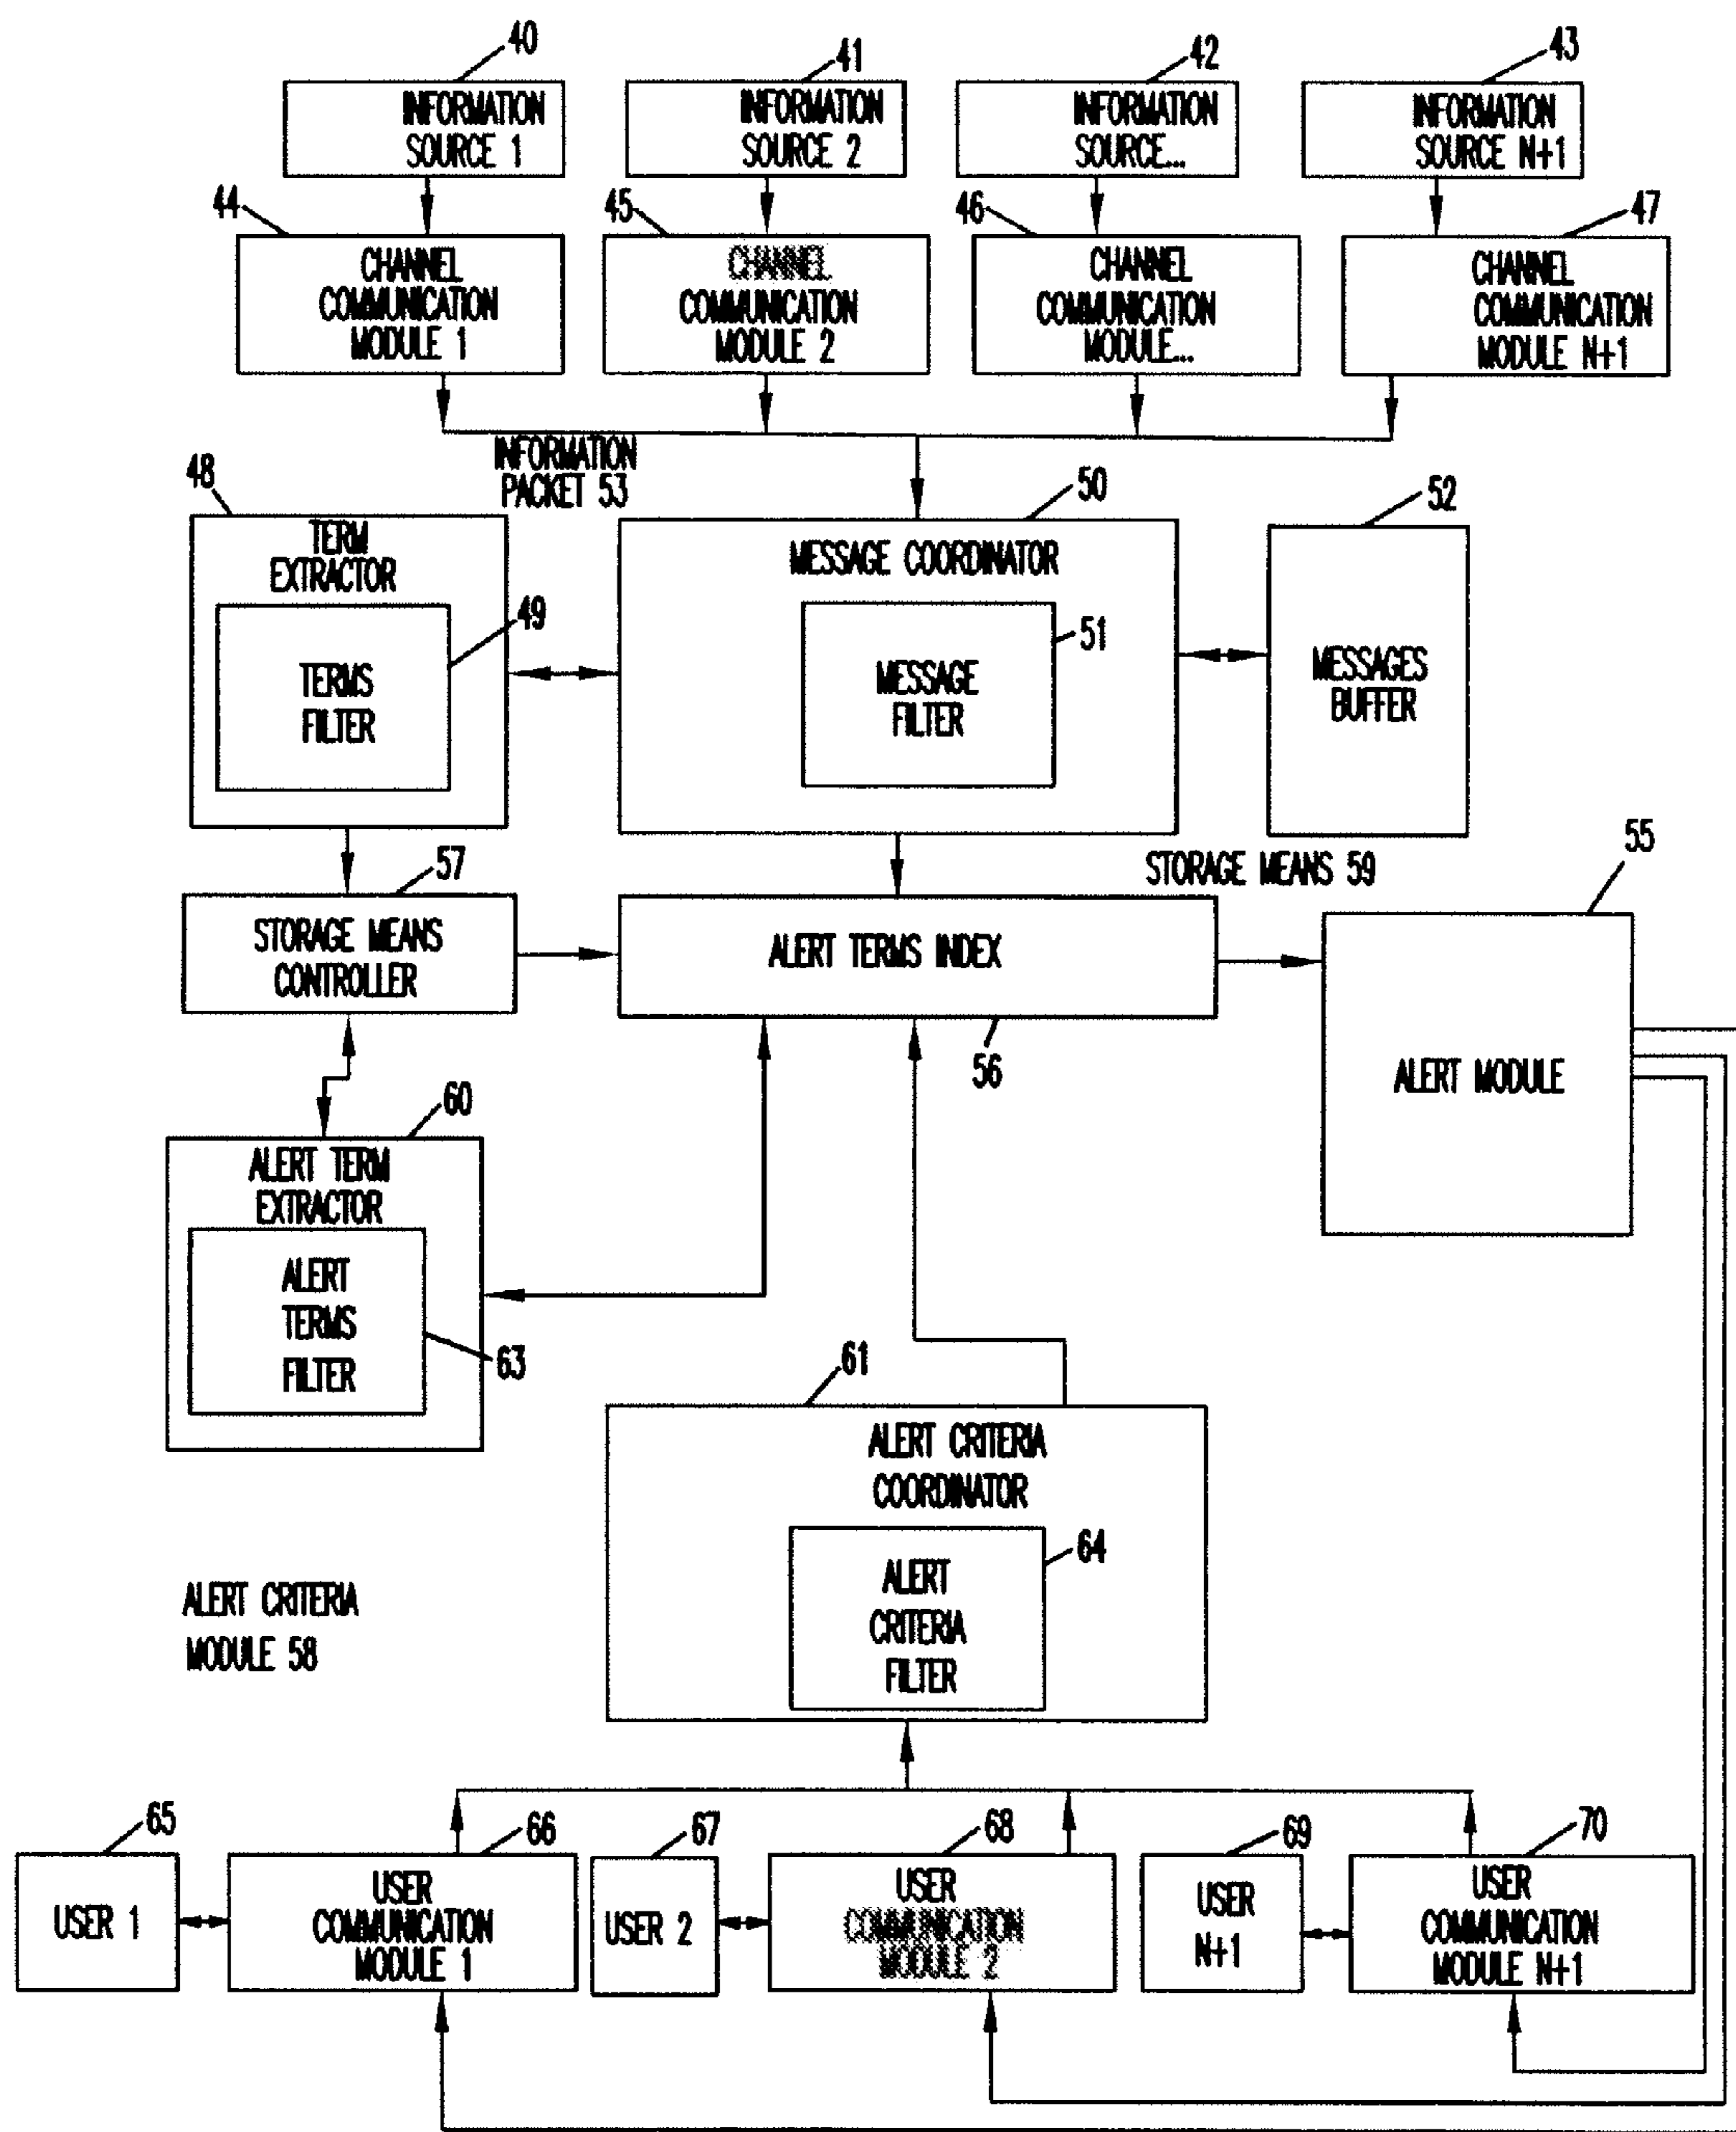 40
41
42
43
INFORMATION
SOURCE 1
INFORMATION
SOURCE 2
INFORMATION
SOURCE...
INFORMATION
SOURCE N+1
44
45
46
47
CHANNEL
COMMUNICATION
MODULE 1
CHANNEL
COMMUNICATION
MODULE 2
CHANNEL
COMMUNICATION
MODULE...
CHANNEL
COMMUNICATION
MODULE N+1
INFORMATION
PACKET 53
48
50
52
TERM
EXTRACTOR
49
TERMS
FILTER
MESSAGE COORDINATOR
51
MESSAGE
FILTER
MESSAGES
BUFFER
57
STORAGE MEANS 59
55
STORAGE MEANS
CONTROLLER
ALERT TERMS INDEX
56
ALERT MODULE
60
ALERT TERM
EXTRACTOR
ALERT
TERMS
FILTER
63
61
ALERT CRITERIA
COORDINATOR
64
ALERT
CRITERIA
FILTER
ALERT CRITERIA
MODULE 58
65
66
67
68
69
70
USER 1
USER
COMMUNICATION
MODULE 1
USER 2
USER
COMMUNICATION
MODULE 2
USER
N+1
USER
COMMUNICATION
MODULE N+1